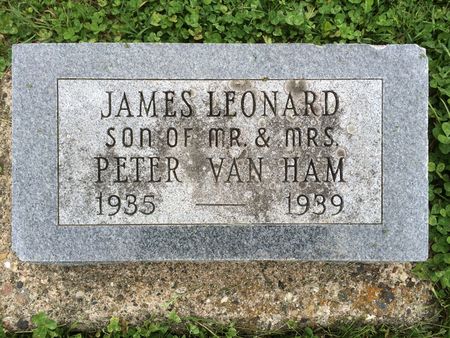 JAMES LEONARD
SON OF MR. & MRS.
PETER VAN HAM
1935 — 1939